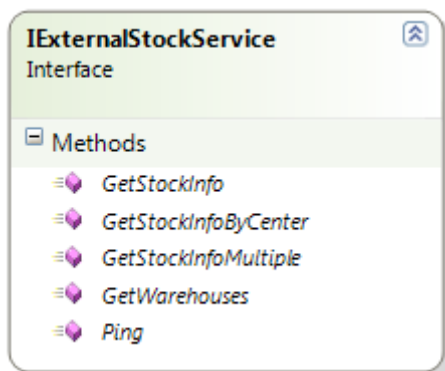 IExternalStockService
Interface
Methods
GetStockInfo
GetStockInfoByCenter
GetStockInfoMultiple
GetWarehouses
Ping